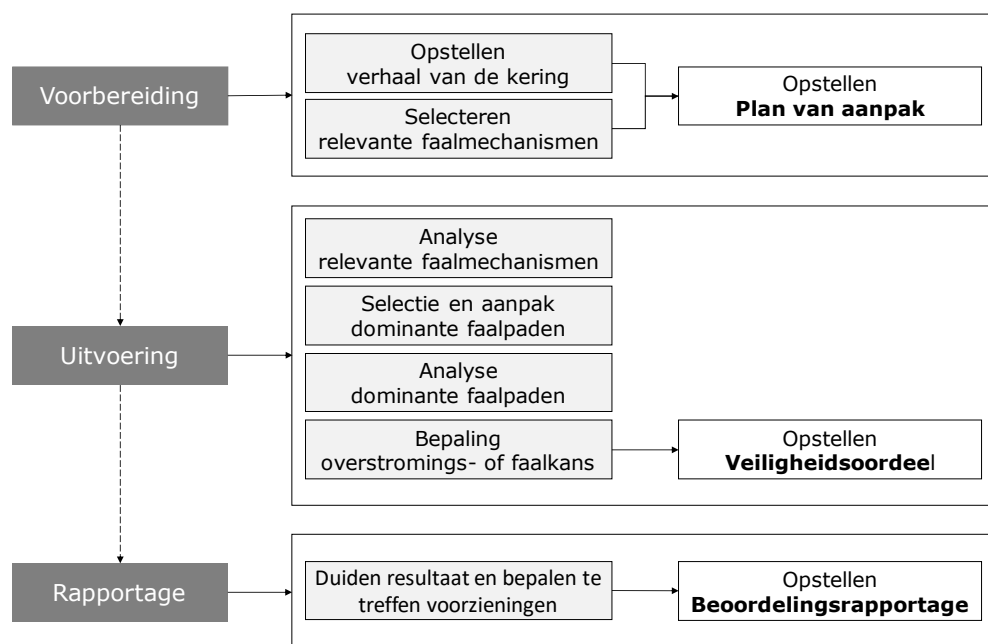 Voorbereiding
Opstellen
verhaal van de kering
Selecteren
relevante faalmechanismen
Opstellen
Plan van aanpak
Uitvoering
Analyse
relevante faalmechanismen
Selectie en aanpak
dominante faalpaden
Analyse
dominante faalpaden
Bepaling
overstromings- of faalkans
Opstellen
Veiligheidsoordeel
Rapportage
Duiden resultaat en bepalen te
treffen voorzieningen
Opstellen
Beoordelingsrapportage